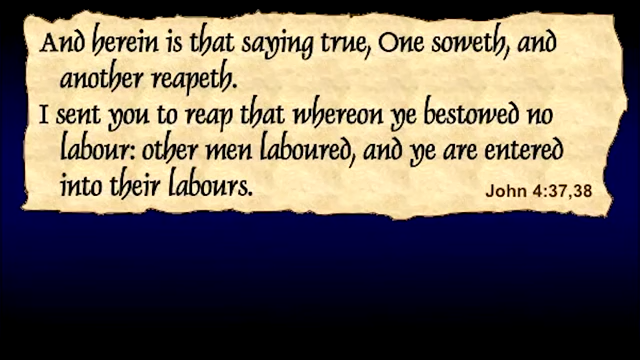 And herein is that saying true, One soweth, and
another reapeth.
I sent you to reap that whereon ye bestowed no
labour: other men laboured, and ye are entered
into their labours.
John 4:37,38